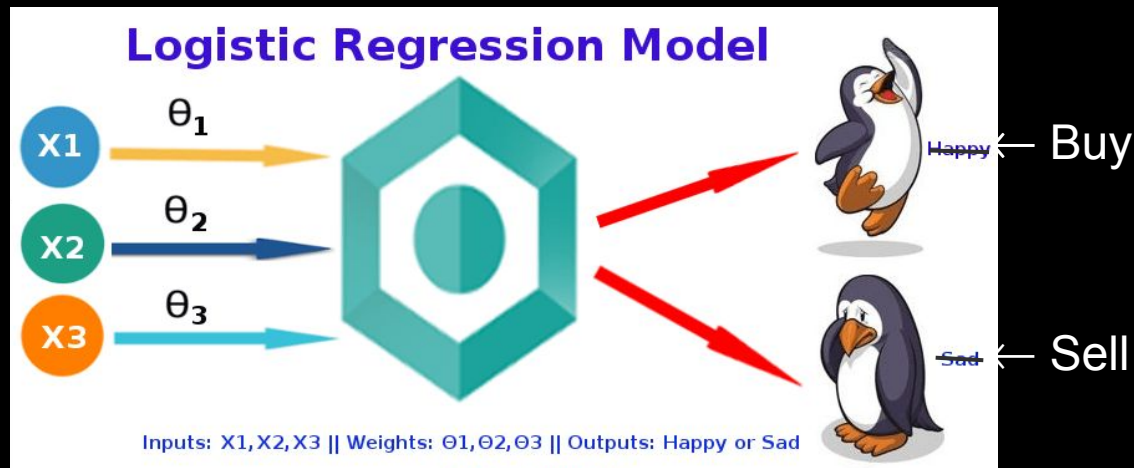 Logistic Regression Model
X1
θ1
X2
θ2
X3
θ3
Happy
Buy
Sad
Sell
Inputs: X1,X2,X3 || Weights: Θ1,Θ2,Θ3 || Outputs: Happy or Sad